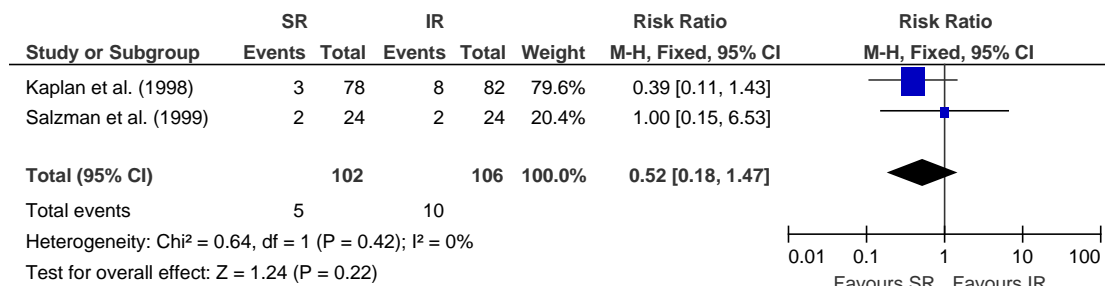 SR IR Risk Ratio Risk Ratio
Study or Subgroup Events Total Events Total Weight M-H, Fixed, 95% CI M-H, Fixed, 95% CI
Kaplan et al. (1998) 3 78 8 82 79.6% 0.39 [0.11, 1.43]
Salzman et al. (1999) 2 24 2 24 20.4% 1.00 [0.15, 6.53]
Total (95% CI) 102 106 100.0% 0.52 [0.18, 1.47]
Total events 5 10
Heterogeneity: Chi² = 0.64, df = 1 (P = 0.42); I² = 0%
Test for overall effect: Z = 1.24 (P = 0.22)
0.01 0.1 1 10 100
Favours SR Favours IR